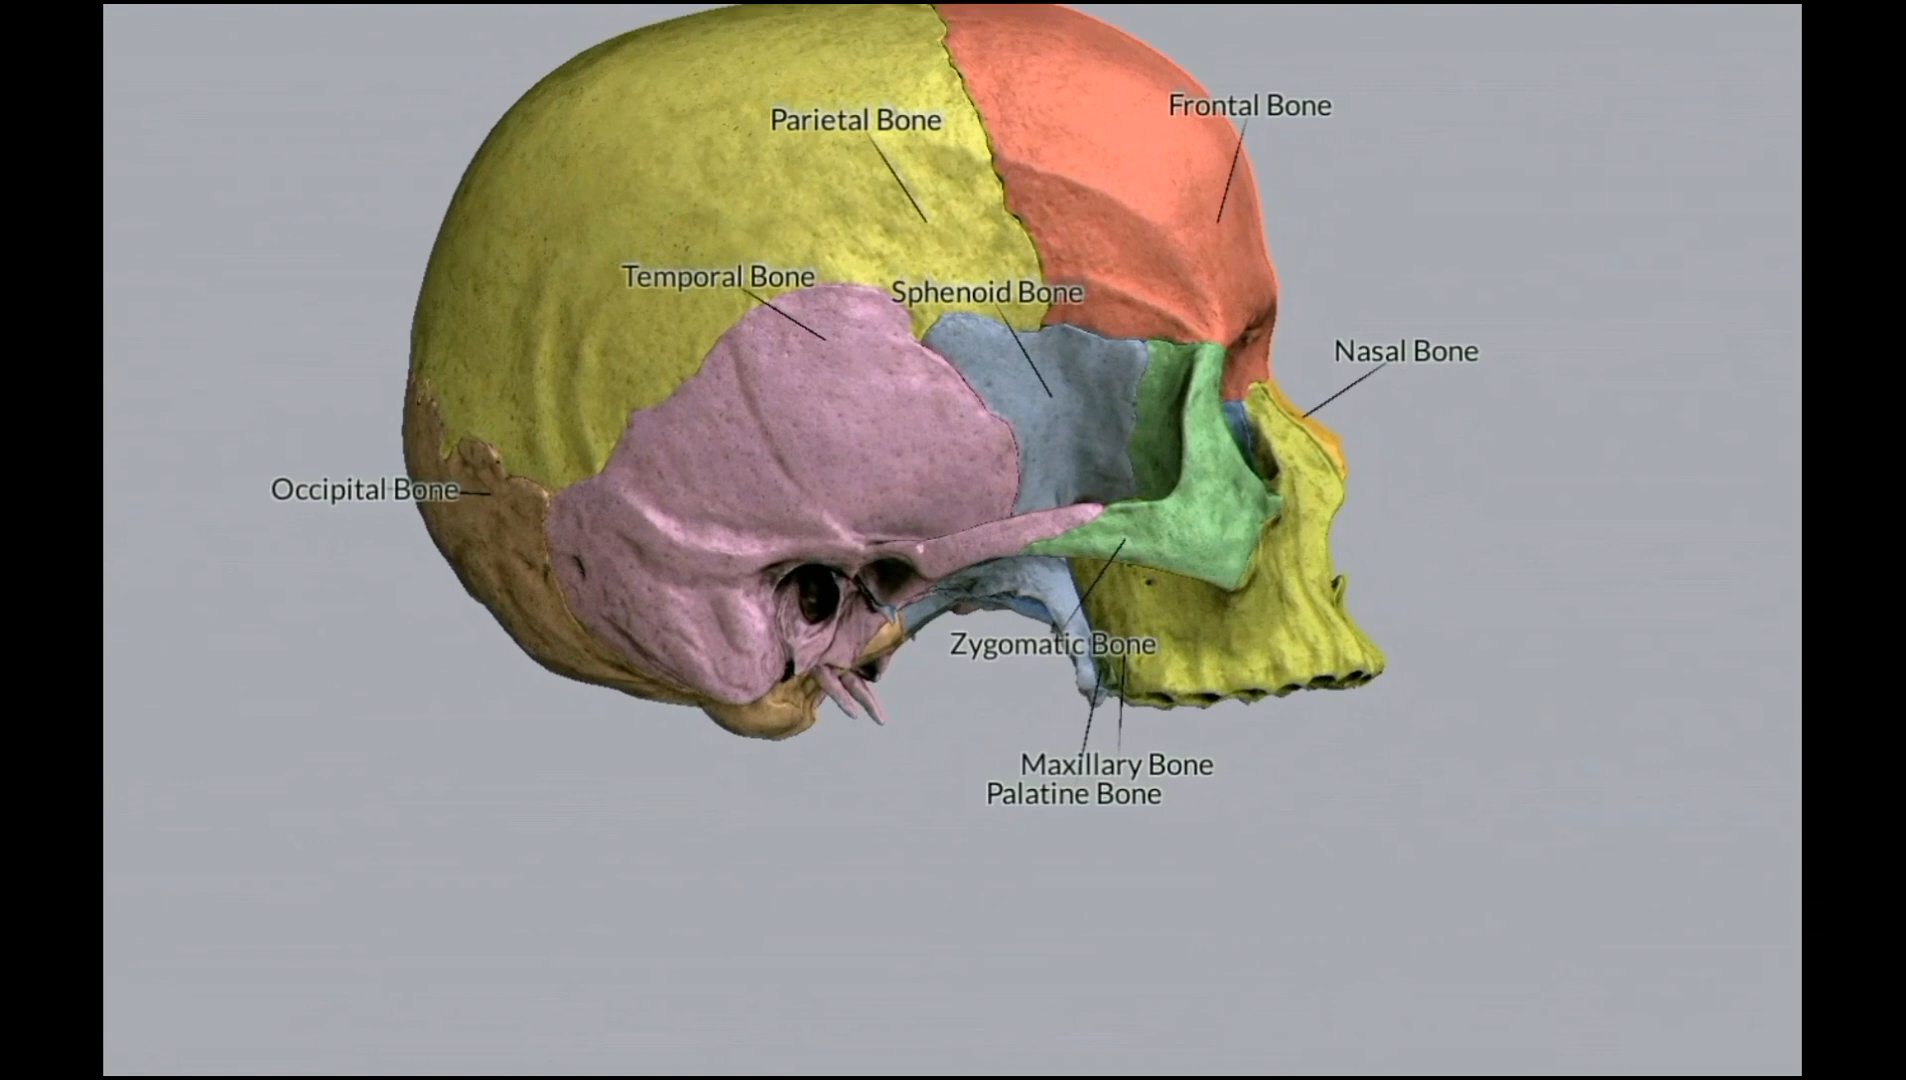 Frontal Bone
Parietal Bone
Temporal Bone
Sphenoid Bone
Nasal Bone
Occipital Bone
Zygomatic Bone
Maxillary Bone
Palatine Bone